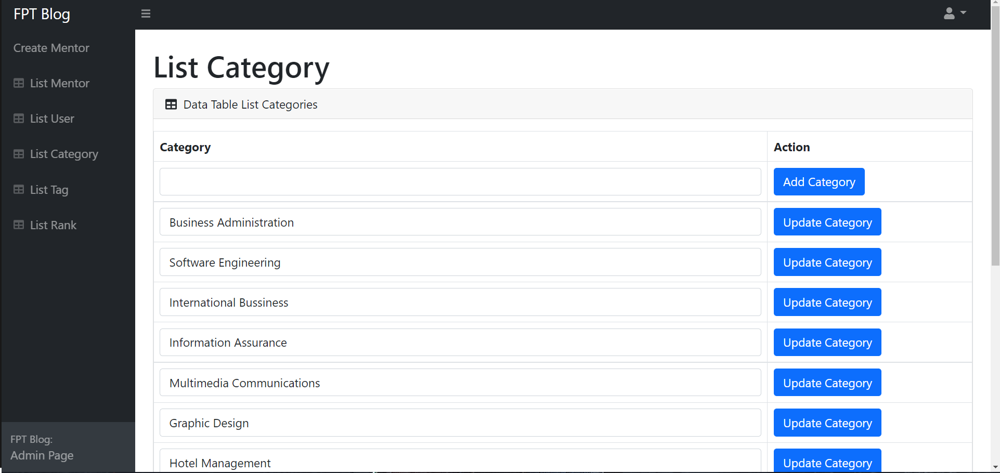 FPT Blog
Create Mentor
List Mentor
List User
List Category
List Tag
List Rank
FPT Blog:
Admin Page
List Category
Data Table List Categories
Category Action
Add Category
Business Administration Update Category
Software Engineering Update Category
International Bussiness Update Category
Information Assurance Update Category
Multimedia Communications Update Category
Graphic Design Update Category
Hotel Management Update Category